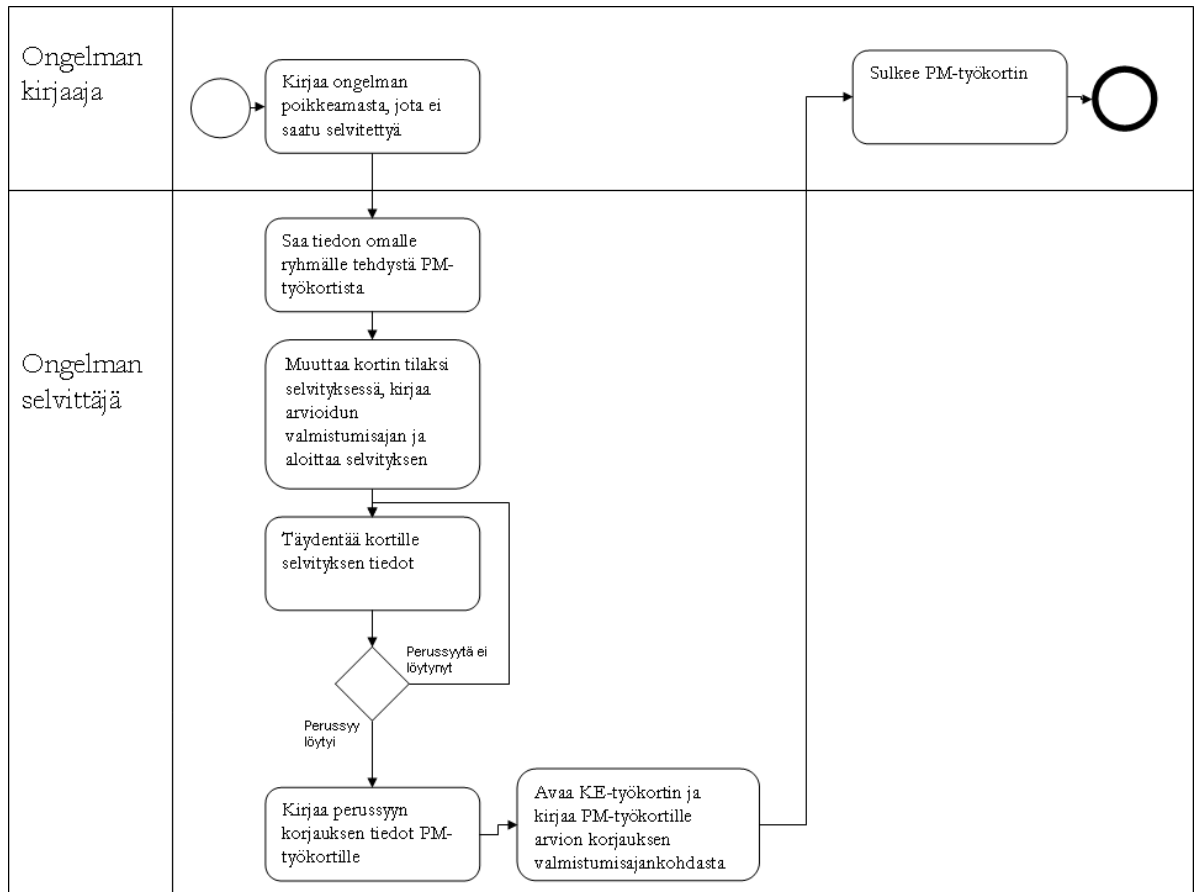 Ongelman
kirjaaja
Kirjaa ongelman
poikkeamasta, jota ei
saatu selvitettyä
Sulkee PM-työkortin
Ongelman
selvittäjä
Saa tiedon omalle
ryhmälle tehdystä PM-
työkortista
Muuttaa kortin tilaksi
selvityksessä, kirjaa
arvioidun
valmistumisajan ja
aloittaa selvityksen
Täydentää kortille
selvityksen tiedot
Perussyytä ei
löytynyt
Perussyy
löytyi
Kirjaa perussyyn
korjauksen tiedot PM-
työkortille
Avaa KE-työkortin ja
kirjaa PM-työkortille
arvion korjauksen
valmistumisajankohdasta